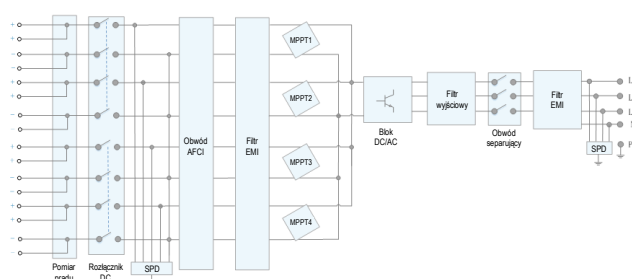 +
+
−
−
+
+
−
−
+
+
−
−
+
+
−
−
MPPT1
MPPT2
MPPT3
MPPT4
Obwód
AFCI
Filtr
EMI
Blok
DC/AC
Filtr
wyjściowy
Obwód
separujący
Filtr
EMI
SPD
Pomiar
prądu
Rozłącznik
DC
SPD